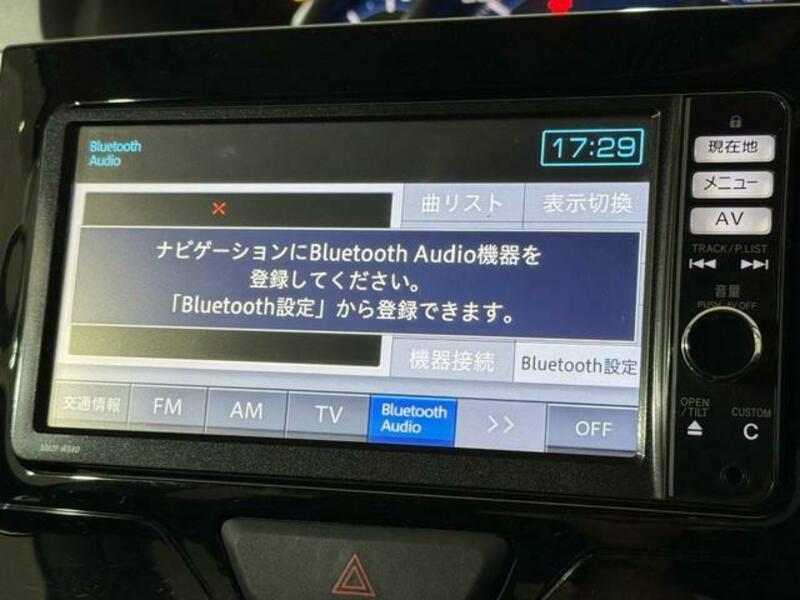 Bluetooth
Audio
17:29
曲リスト
表示切換
ナビゲーションにBluetooth Audio機器を
登録してください。
「Bluetooth設定」から登録できます。
機器接続
Bluetooth設定
交通情報
FM
AM
TV
Bluetooth
Audio
>>
OFF
現在地
メニュー
AV
TRACK/P.LIST
音量
PUSH AV OFF
OPEN
/TILT
CUSTOM
C